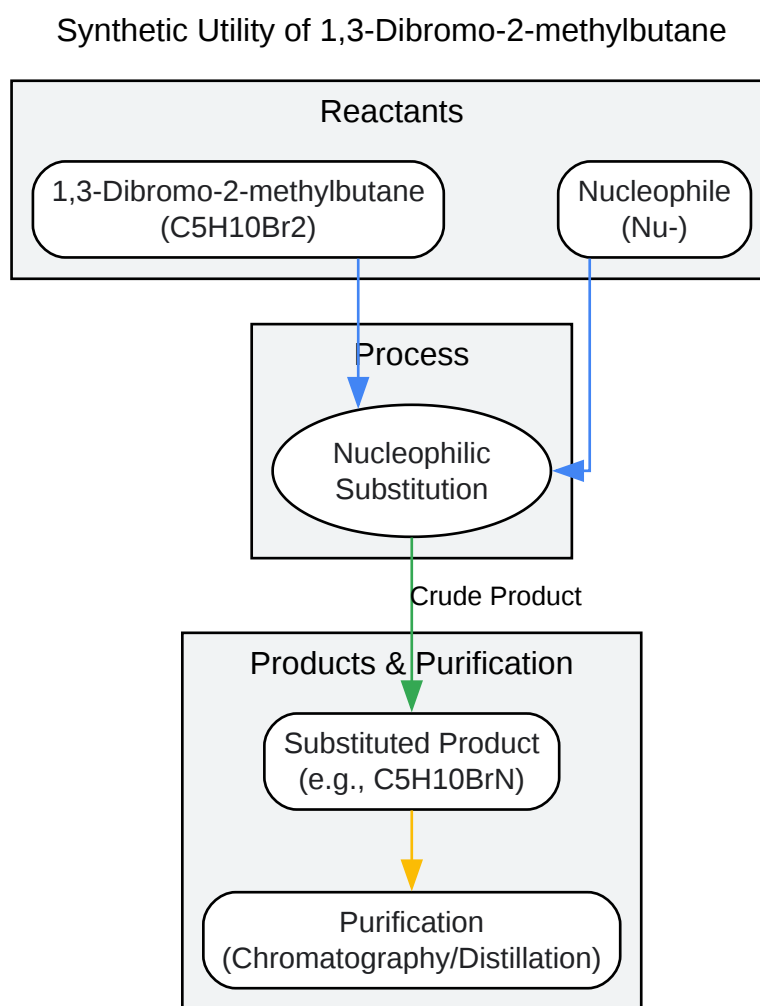 Synthetic Utility of 1,3-Dibromo-2-methylbutane
Reactants
1,3-Dibromo-2-methylbutane
(C5H10Br2)
Nucleophile
(Nu-)
Process
Nucleophilic
Substitution
Crude Product
Products & Purification
Substituted Product
(e.g., C5H10BrN)
Purification
(Chromatography/Distillation)